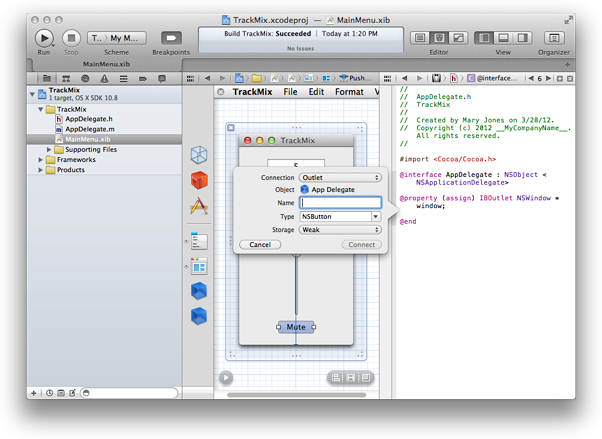 TrackMix.xcodeproj — MainMenu.xib
Run
Stop
T... My M...
Scheme
Breakpoints
Build TrackMix: Succeeded | Today at 1:20 PM
No Issues
Editor
View
Organizer
MainMenu.xib
TrackMix
1 target, OS X SDK 10.8
TrackMix
AppDelegate.h
AppDelegate.m
MainMenu.xib
Supporting Files
Frameworks
Products
Push...
TrackMix File Edit Format View
TrackMix
5
Connection Outlet
Object App Delegate
Name
Type NSButton
Storage Weak
Cancel
Connect
Mute
@interface...
6
//
// AppDelegate.h
// TrackMix
//
// Created by Mary Jones on 3/28/12.
// Copyright (c) 2012 __MyCompanyName__.
All rights reserved.
//
#import <Cocoa/Cocoa.h>
@interface AppDelegate : NSObject <
NSApplicationDelegate>
@property (assign) IBOutlet NSWindow *
window;
@end